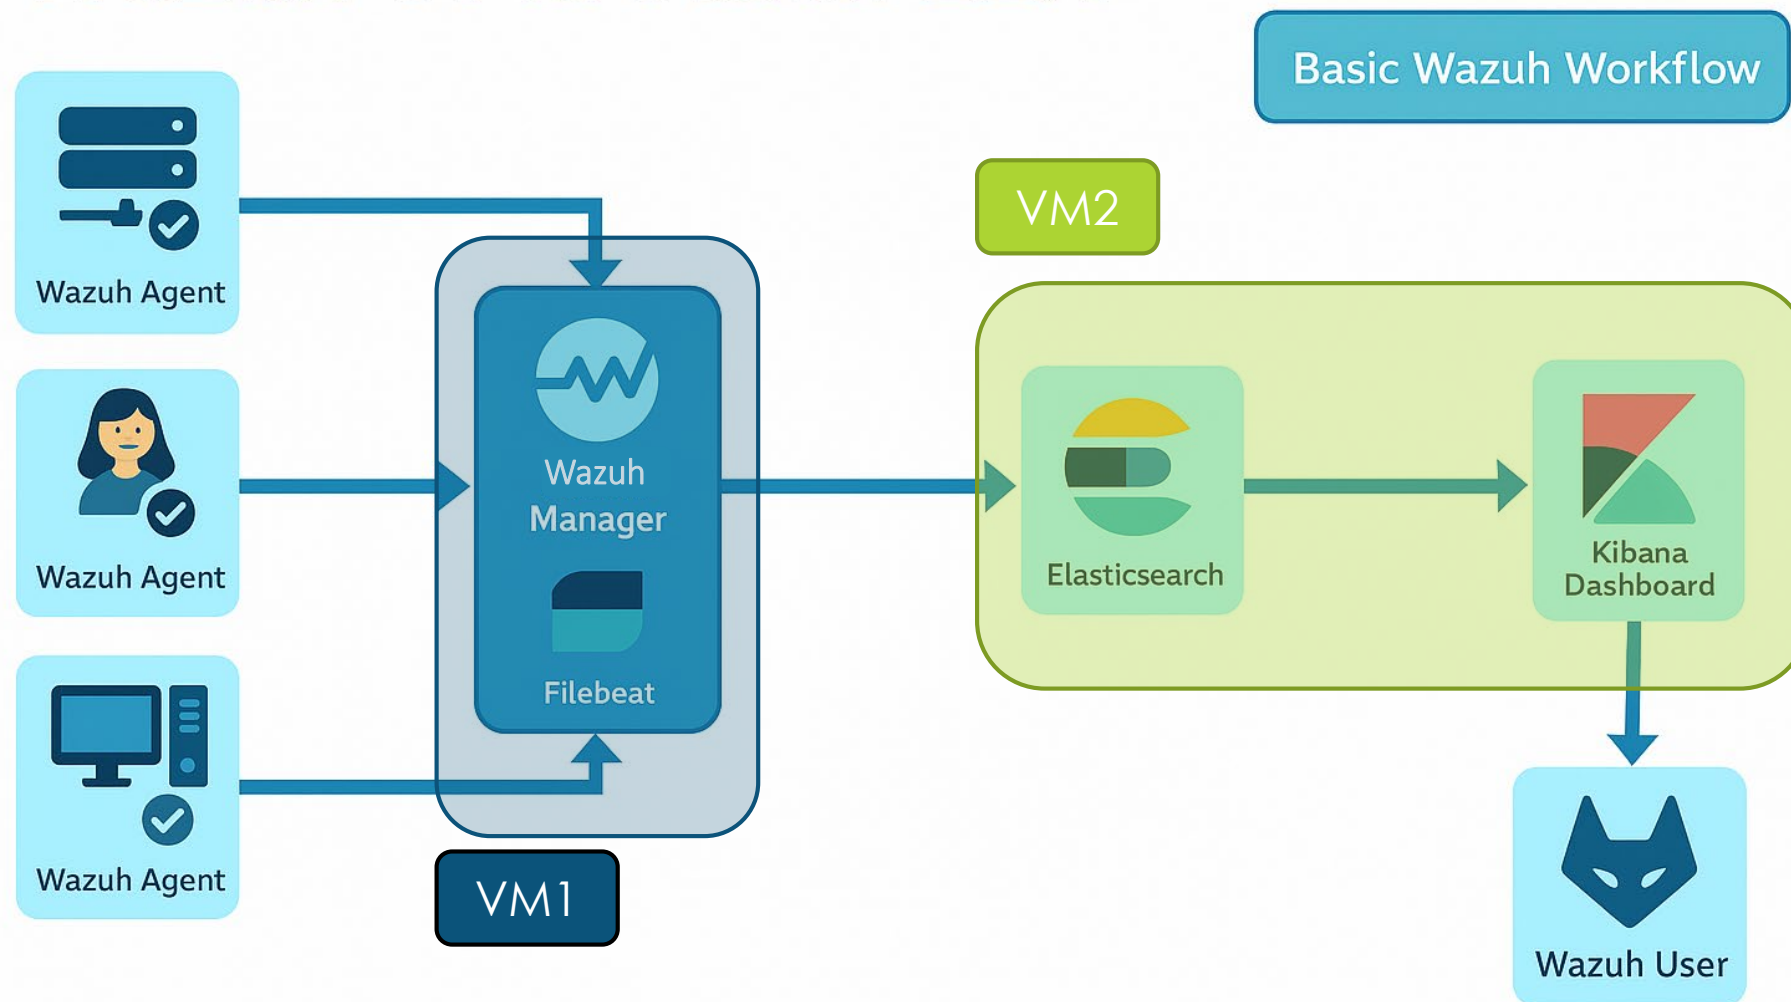 Basic Wazuh Workflow
VM2
Wazuh Agent
Wazuh Agent
Wazuh Agent
Wazuh
Manager
Filebeat
VM1
Elasticsearch
Kibana
Dashboard
Wazuh User